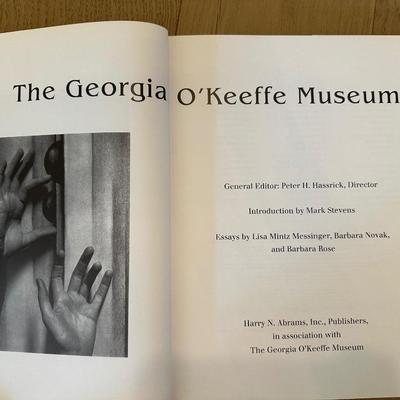 The Georgia O'Keeffe Museum
General Editor: Peter H. Hassrick, Director
Introduction by Mark Stevens
Essays by Lisa Mintz Messinger, Barbara Novak,
and Barbara Rose
Harry N. Abrams, Inc., Publishers,
in association with
The Georgia O'Keeffe Museum